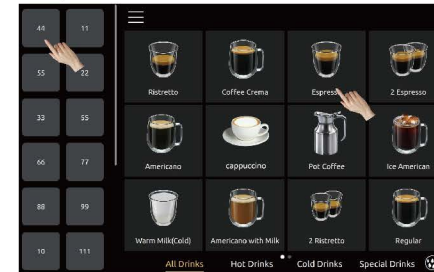 44 11
55 22
33 55
66 77
88 99
10 111
Ristretto Coffee Crema Espresso 2 Espresso
Americano cappuccino Pot Coffee Ice American
Warm Milk(Cold) Americano with Milk 2 Ristretto Regular
All Drinks Hot Drinks Cold Drinks Special Drinks